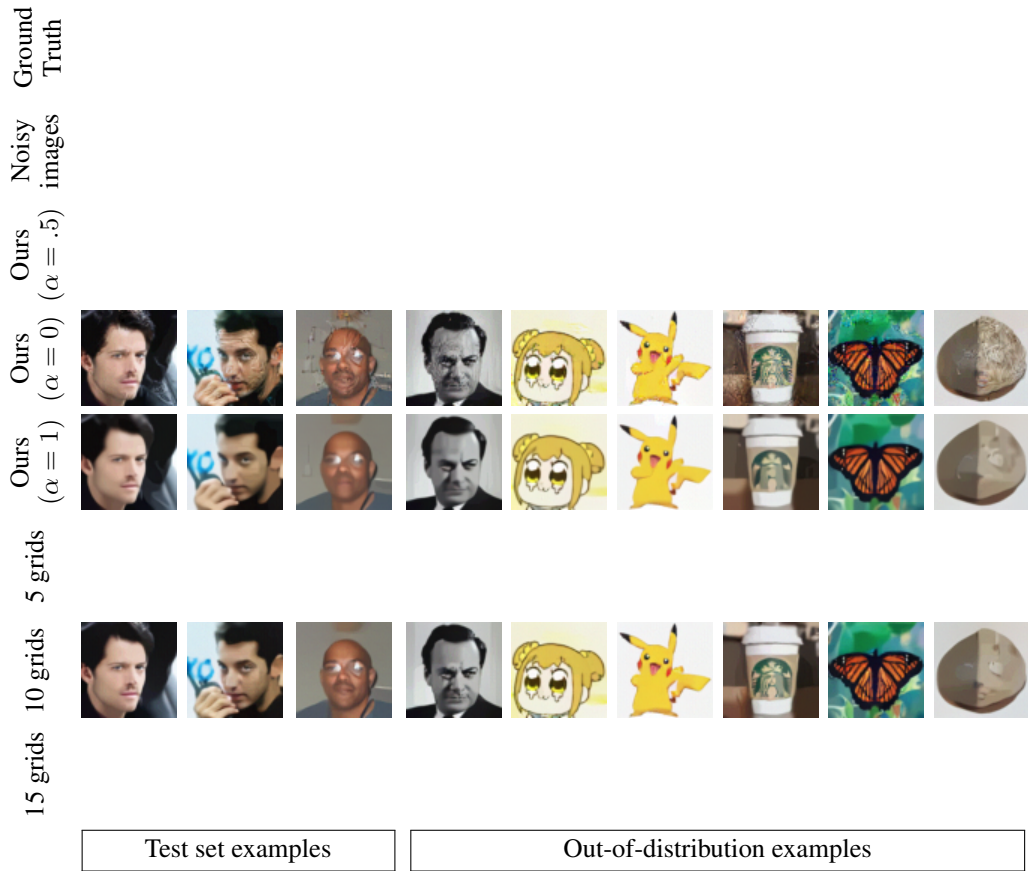 Ground
Truth
Noisy
images
Ours
(α = .5)
Ours
(α = 0)
Ours
(α = 1)
5 grids
10 grids
15 grids
Test set examples
Out-of-distribution examples